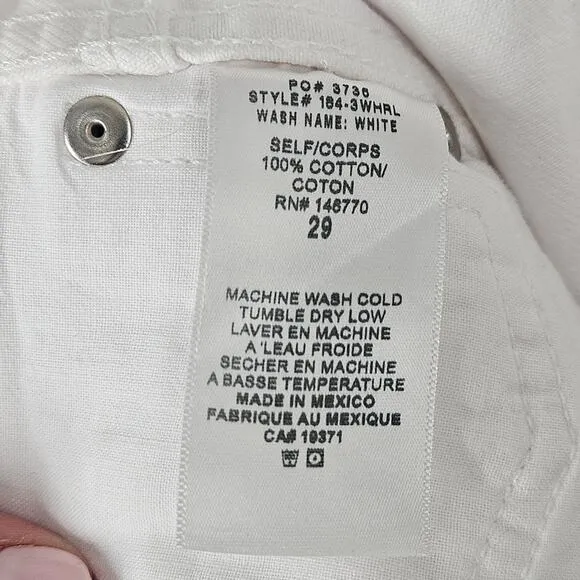 PO# 3736
STYLE# 184-3WHRL
WASH NAME: WHITE
SELF/CORPS
100% COTTON/
COTON
RN# 146770
29
MACHINE WASH COLD
TUMBLE DRY LOW
LAVER EN MACHINE
A 'LEAU FROIDE
SECHER EN MACHINE
A BASSE TEMPERATURE
MADE IN MEXICO
FABRIQUE AU MEXIQUE
CA# 19371